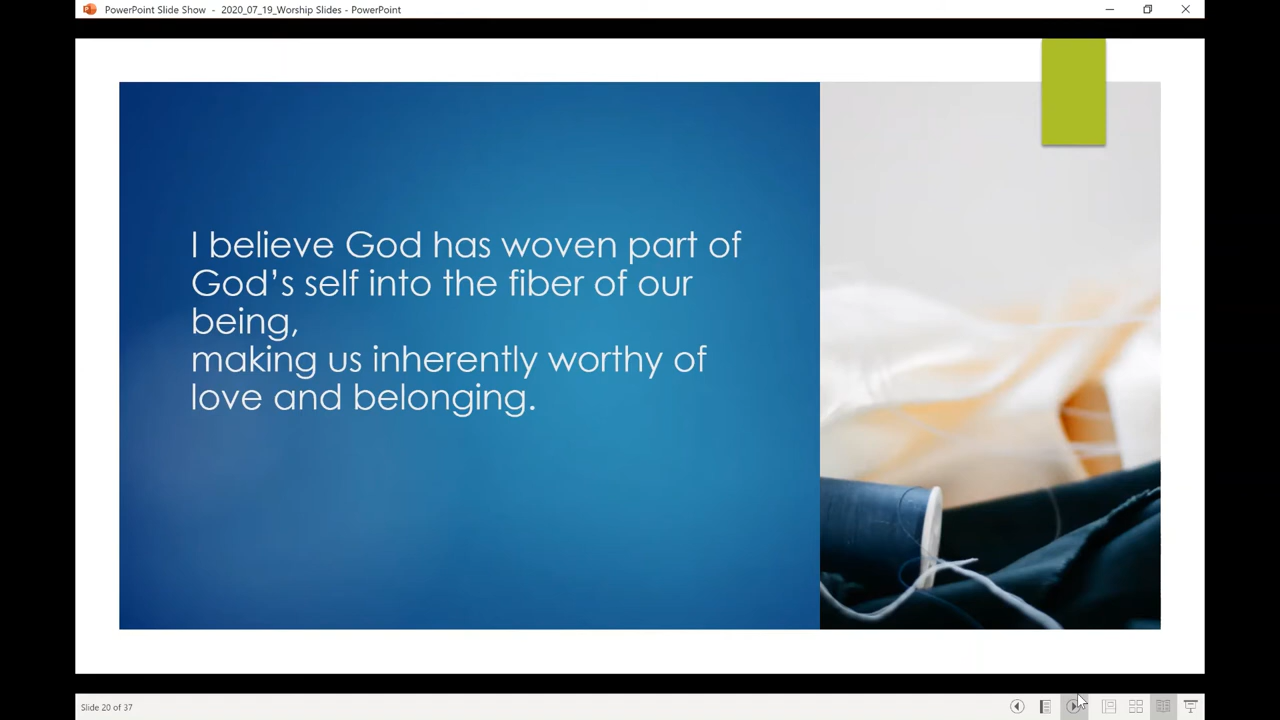 PowerPoint Slide Show - 2020_07_19_Worship Slides - PowerPoint
I believe God has woven part of
God’s self into the fiber of our
being,
making us inherently worthy of
love and belonging.
Slide 20 of 37